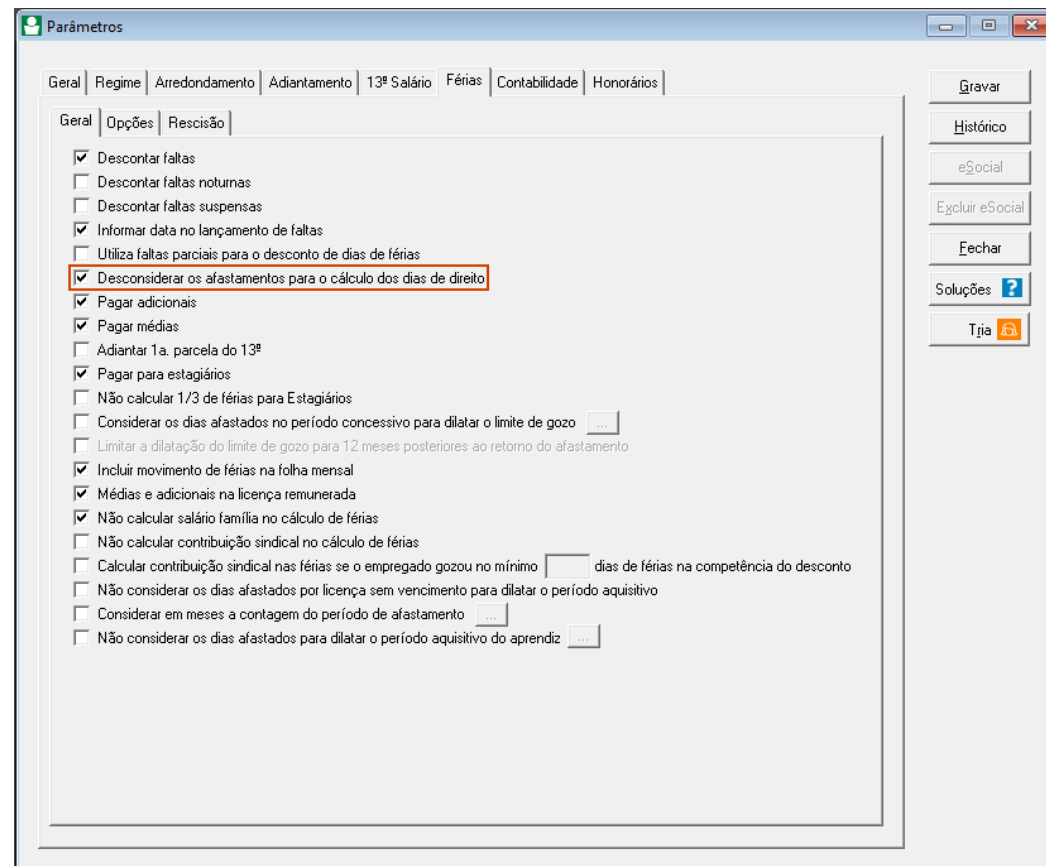 Parâmetros
Geral Regime Arredondamento Adiantamento 13º Salário Férias Contabilidade Honorários
Geral Opções Rescisão
Descontar faltas
Descontar faltas noturnas
Descontar faltas suspensas
Informar data no lançamento de faltas
Utiliza faltas parciais para o desconto de dias de férias
Desconsiderar os afastamentos para o cálculo dos dias de direito
Pagar adicionais
Pagar médias
Adiantar 1a. parcela do 13º
Pagar para estagiários
Não calcular 1/3 de férias para Estagiários
Considerar os dias afastados no período concessivo para dilatar o limite de gozo ...
Limitar a dilatação do limite de gozo para 12 meses posteriores ao retorno do afastamento
Incluir movimento de férias na folha mensal
Médias e adicionais na licença remunerada
Não calcular salário família no cálculo de férias
Não calcular contribuição sindical no cálculo de férias
Calcular contribuição sindical nas férias se o empregado gozou no mínimo dias de férias na competência do desconto
Não considerar os dias afastados por licença sem vencimento para dilatar o período aquisitivo
Considerar em meses a contagem do período de afastamento ...
Não considerar os dias afastados para dilatar o período aquisitivo do aprendiz ...
Gravar
Histórico
eSocial
Excluir eSocial
Fechar
Soluções ?
Tria